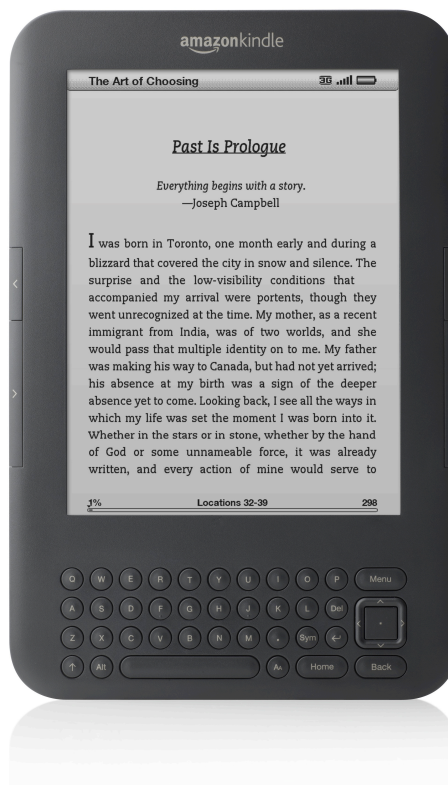 amazonkindle
The Art of Choosing 3G
Past Is Prologue
Everything begins with a story.
—Joseph Campbell
I was born in Toronto, one month early and during a
blizzard that covered the city in snow and silence. The
surprise and the low-visibility conditions that
accompanied my arrival were portents, though they
went unrecognized at the time. My mother, as a recent
immigrant from India, was of two worlds, and she
would pass that multiple identity on to me. My father
was making his way to Canada, but had not yet arrived;
his absence at my birth was a sign of the deeper
absence yet to come. Looking back, I see all the ways in
which my life was set the moment I was born into it.
Whether in the stars or in stone, whether by the hand
of God or some unnameable force, it was already
written, and every action of mine would serve to
1% Locations 32-39 298
Q W E R T Y U I O P Menu
A S D F G H J K L Del
Z X C V B N M . Sym
Alt Aa Home Back